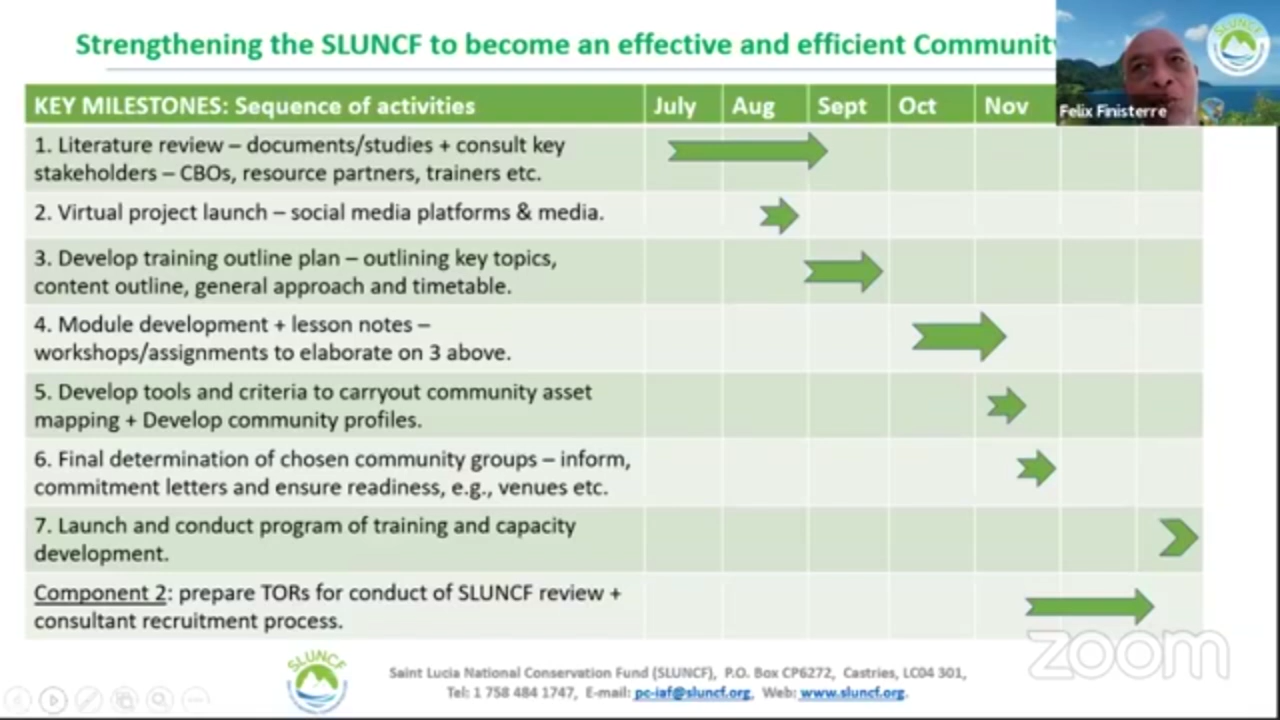 Strengthening the SLUNCF to become an effective and efficient Community
SLUNCF
Felix Finisterre
KEY MILESTONES: Sequence of activities July Aug Sept Oct Nov
1. Literature review – documents/studies + consult key
stakeholders – CBOs, resource partners, trainers etc.
2. Virtual project launch – social media platforms & media.
3. Develop training outline plan – outlining key topics,
content outline, general approach and timetable.
4. Module development + lesson notes –
workshops/assignments to elaborate on 3 above.
5. Develop tools and criteria to carryout community asset
mapping + Develop community profiles.
6. Final determination of chosen community groups – inform,
commitment letters and ensure readiness, e.g., venues etc.
7. Launch and conduct program of training and capacity
development.
Component 2: prepare TORs for conduct of SLUNCF review +
consultant recruitment process.
zoom
SLUNCF
Saint Lucia National Conservation Fund (SLUNCF), P.O. Box CP6272, Castries, LC04 301,
Tel: 1 758 484 1747, E-mail: pc-iaf@sluncf.org, Web: www.sluncf.org.